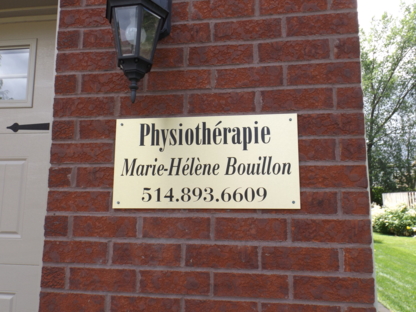 Physiothérapie
Marie-Hélène Bouillon
514.893.6609